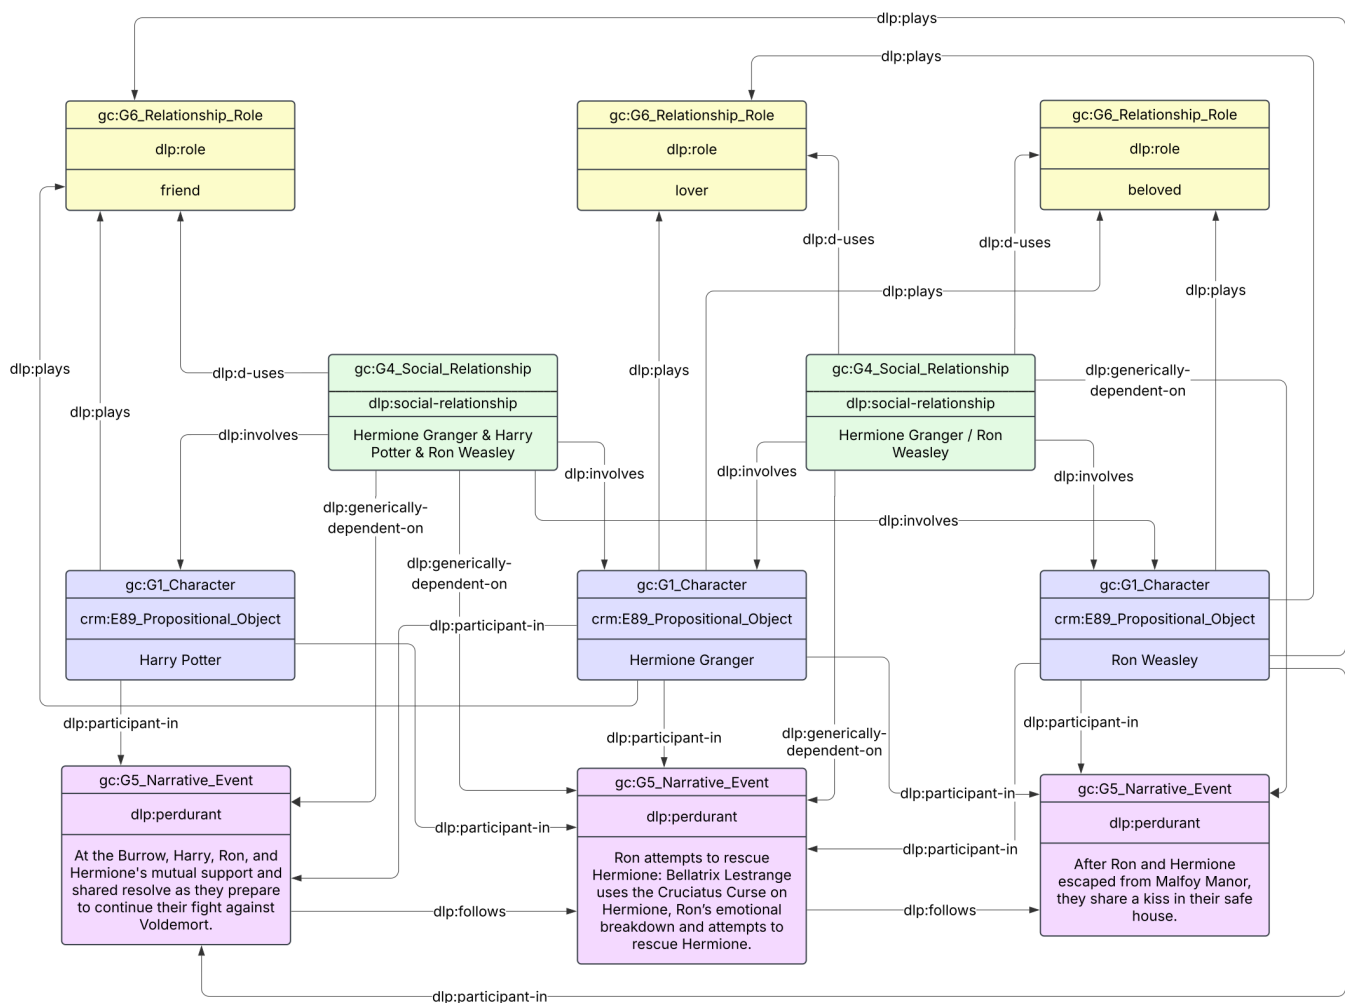 dlp:plays
dlp:plays
gc:G6_Relationship_Role
dlp:role
friend
gc:G6_Relationship_Role
dlp:role
lover
gc:G6_Relationship_Role
dlp:role
beloved
dlp:d-uses
dlp:d-uses
dlp:plays
dlp:plays
dlp:plays
dlp:plays
dlp:d-uses
dlp:plays
gc:G4_Social_Relationship
dlp:social-relationship
Hermione Granger & Harry
Potter & Ron Weasley
gc:G4_Social_Relationship
dlp:social-relationship
Hermione Granger / Ron
Weasley
dlp:generically-
dependent-on
dlp:involves
dlp:involves
dlp:involves
dlp:involves
dlp:generically-
dependent-on
dlp:involves
dlp:generically-
dependent-on
gc:G1_Character
crm:E89_Propositional_Object
Harry Potter
dlp:participant-in
gc:G1_Character
crm:E89_Propositional_Object
Hermione Granger
gc:G1_Character
crm:E89_Propositional_Object
Ron Weasley
dlp:participant-in
dlp:participant-in
dlp:generically-
dependent-on
dlp:participant-in
gc:G5_Narrative_Event
dlp:perdurant
At the Burrow, Harry, Ron, and
Hermione's mutual support and
shared resolve as they prepare
to continue their fight against
Voldemort.
dlp:participant-in
gc:G5_Narrative_Event
dlp:perdurant
Ron attempts to rescue
Hermione: Bellatrix Lestrange
uses the Cruciatus Curse on
Hermione, Ron’s emotional
breakdown and attempts to
rescue Hermione.
dlp:participant-in
dlp:participant-in
gc:G5_Narrative_Event
dlp:perdurant
After Ron and Hermione
escaped from Malfoy Manor,
they share a kiss in their safe
house.
dlp:follows
dlp:follows
dlp:participant-in